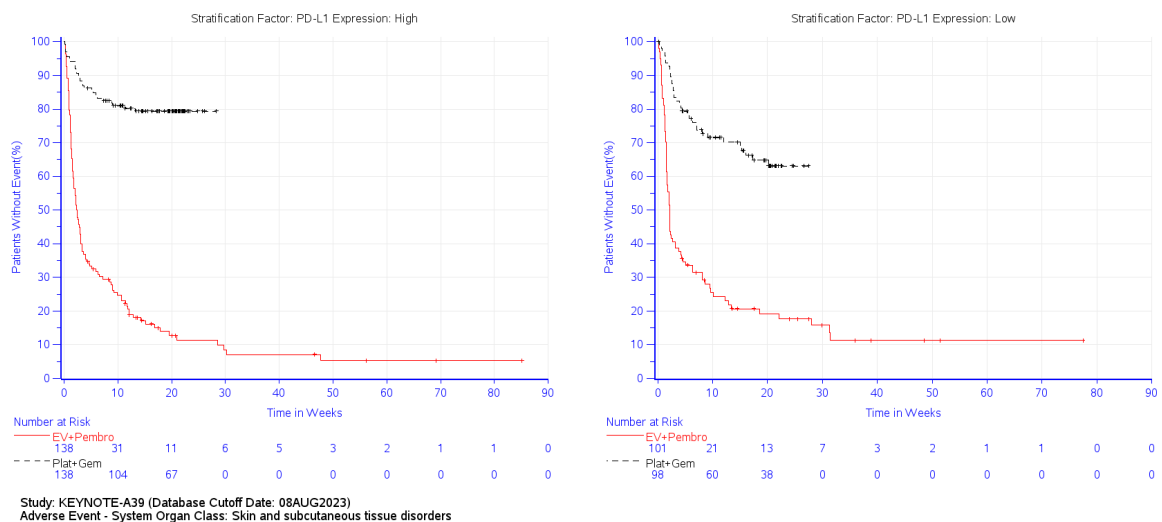 Stratification Factor: PD-L1 Expression: High
Patients Without Event(%)
100
90
80
70
60
50
40
30
20
10
0
0 10 20 30 40 50 60 70 80 90
Time in Weeks
Number at Risk
EV+Pembro
138 31 11 6 5 3 2 1 1 0
Plat+Gem
138 104 67 0 0 0 0 0 0 0
Stratification Factor: PD-L1 Expression: Low
Patients Without Event(%)
100
90
80
70
60
50
40
30
20
10
0
0 10 20 30 40 50 60 70 80 90
Time in Weeks
Number at Risk
EV+Pembro
101 21 13 7 3 2 1 1 0 0
Plat+Gem
98 60 38 0 0 0 0 0 0 0
Study: KEYNOTE-A39 (Database Cutoff Date: 08AUG2023)
Adverse Event - System Organ Class: Skin and subcutaneous tissue disorders